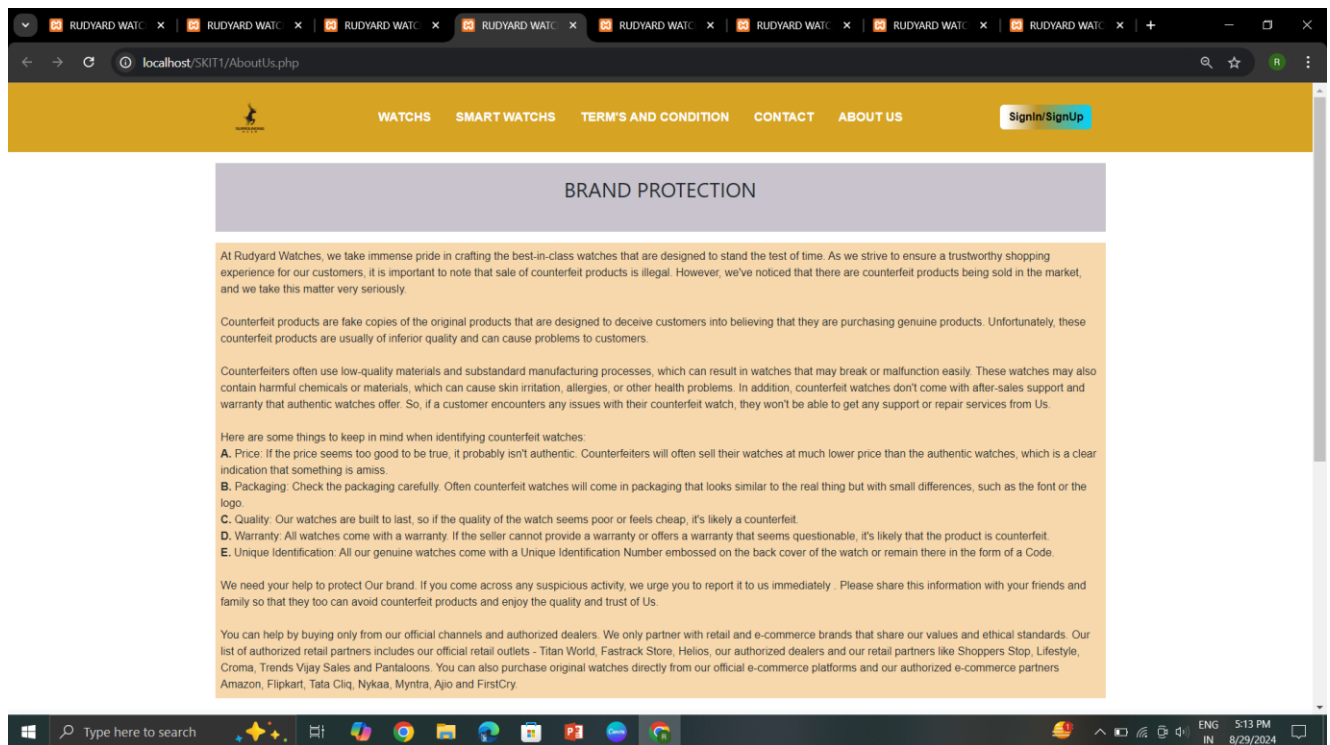 RUDYARD WATC
RUDYARD WATC
RUDYARD WATC
RUDYARD WATC
RUDYARD WATC
RUDYARD WATC
RUDYARD WATC
RUDYARD WATC
localhost/SKIT1/AboutUs.php
R
WATCHS
SMART WATCHS
TERM'S AND CONDITION
CONTACT
ABOUT US
SignIn/SignUp
BRAND PROTECTION
At Rudyard Watches, we take immense pride in crafting the best-in-class watches that are designed to stand the test of time. As we strive to ensure a trustworthy shopping
experience for our customers, it is important to note that sale of counterfeit products is illegal. However, we've noticed that there are counterfeit products being sold in the market,
and we take this matter very seriously.
Counterfeit products are fake copies of the original products that are designed to deceive customers into believing that they are purchasing genuine products. Unfortunately, these
counterfeit products are usually of inferior quality and can cause problems to customers.
Counterfeiters often use low-quality materials and substandard manufacturing processes, which can result in watches that may break or malfunction easily. These watches may also
contain harmful chemicals or materials, which can cause skin irritation, allergies, or other health problems. In addition, counterfeit watches don't come with after-sales support and
warranty that authentic watches offer. So, if a customer encounters any issues with their counterfeit watch, they won't be able to get any support or repair services from Us.
Here are some things to keep in mind when identifying counterfeit watches:
A. Price: If the price seems too good to be true, it probably isn't authentic. Counterfeiters will often sell their watches at much lower price than the authentic watches, which is a clear
indication that something is amiss.
B. Packaging: Check the packaging carefully. Often counterfeit watches will come in packaging that looks similar to the real thing but with small differences, such as the font or the
logo.
C. Quality: Our watches are built to last, so if the quality of the watch seems poor or feels cheap, it's likely a counterfeit.
D. Warranty: All watches come with a warranty. If the seller cannot provide a warranty or offers a warranty that seems questionable, it's likely that the product is counterfeit.
E. Unique Identification: All our genuine watches come with a Unique Identification Number embossed on the back cover of the watch or remain there in the form of a Code.
We need your help to protect Our brand. If you come across any suspicious activity, we urge you to report it to us immediately . Please share this information with your friends and
family so that they too can avoid counterfeit products and enjoy the quality and trust of Us.
You can help by buying only from our official channels and authorized dealers. We only partner with retail and e-commerce brands that share our values and ethical standards. Our
list of authorized retail partners includes our official retail outlets - Titan World, Fastrack Store, Helios, our authorized dealers and our retail partners like Shoppers Stop, Lifestyle,
Croma, Trends Vijay Sales and Pantaloons. You can also purchase original watches directly from our official e-commerce platforms and our authorized e-commerce partners
Amazon, Flipkart, Tata Cliq, Nykaa, Myntra, Ajio and FirstCry.
Type here to search
ENG
IN
5:13 PM
8/29/2024